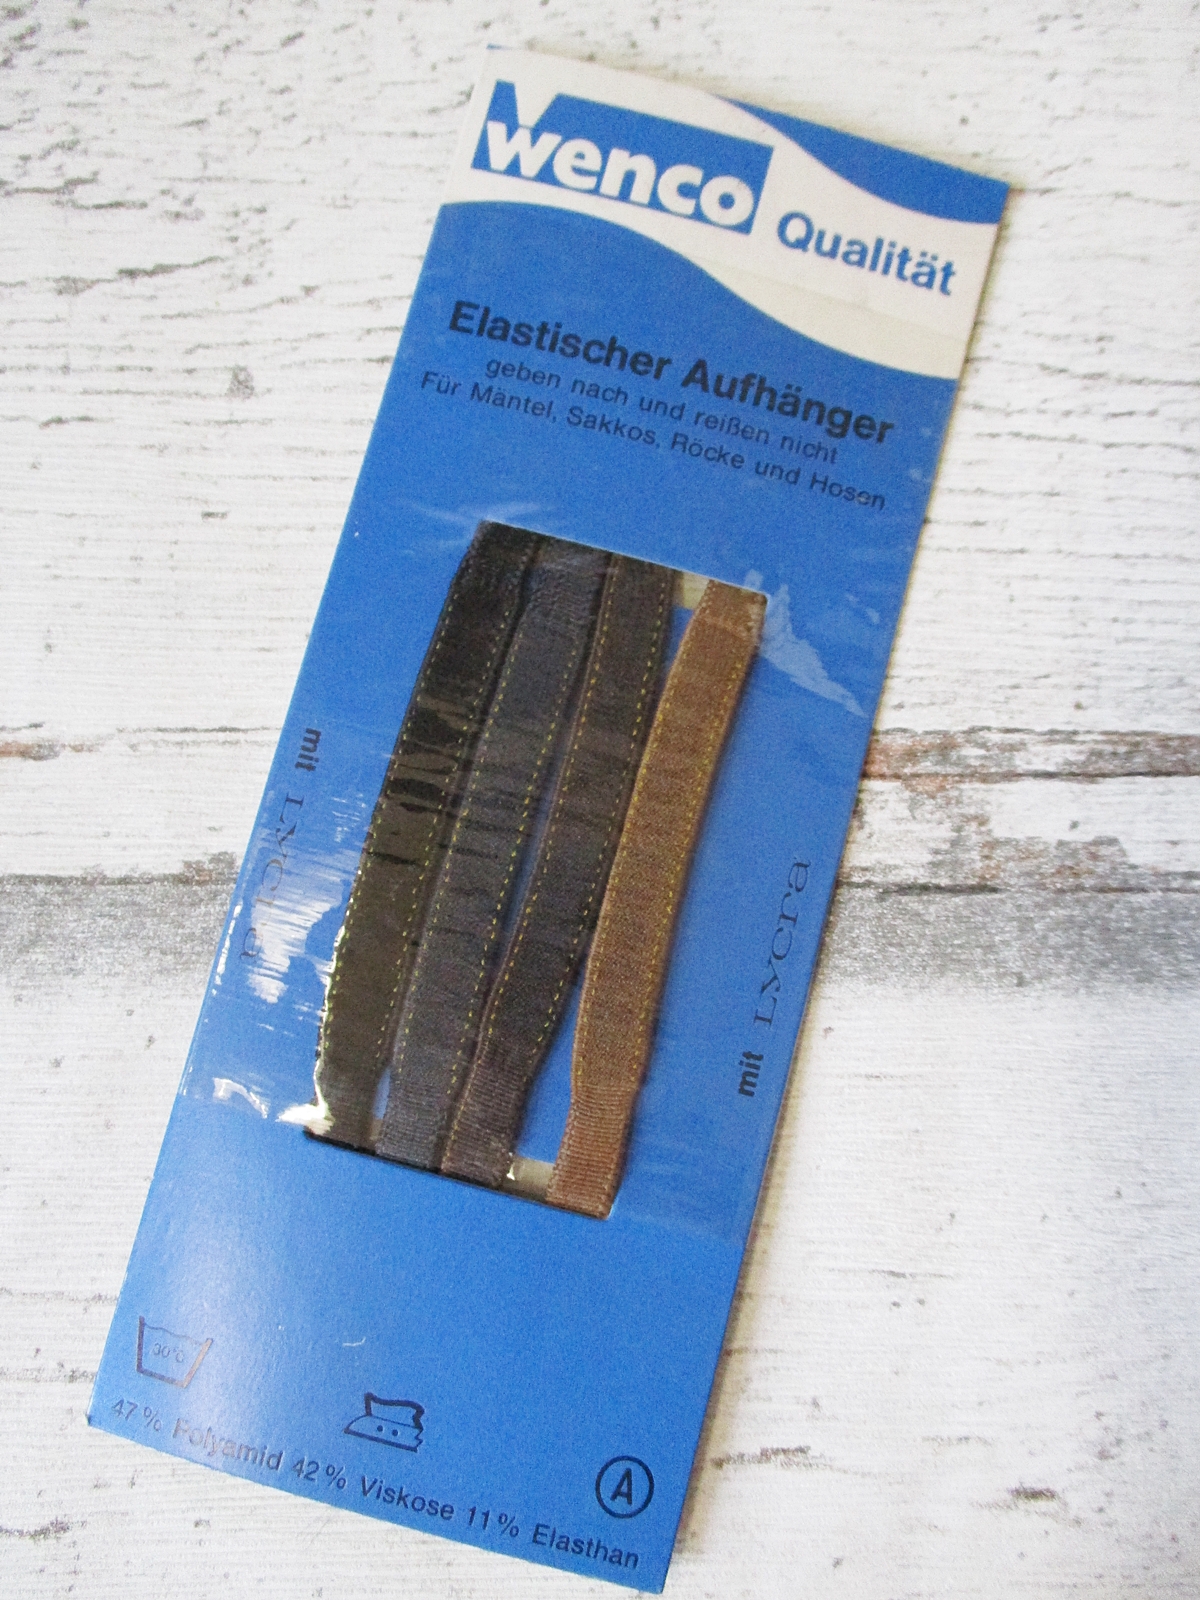 wenco
Qualität
Elastischer Aufhänger
geben nach und reißen nicht
Für Mäntel, Sakkos, Röcke und Hosen
mit Lycra
mit Lycra
30°C
47% Polyamid 42% Viskose 11% Elasthan
A